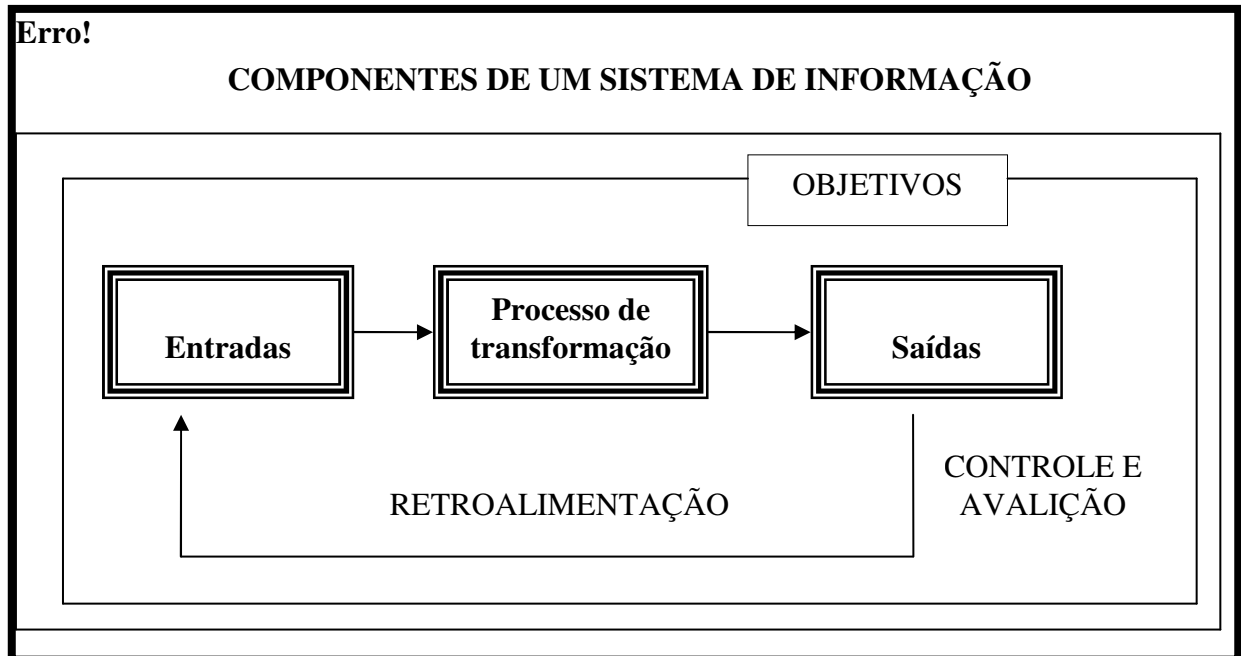 Erro!
COMPONENTES DE UM SISTEMA DE INFORMAÇÃO
OBJETIVOS
Entradas
Processo de
transformação
Saídas
RETROALIMENTAÇÃO
CONTROLE E
AVALIÇÃO